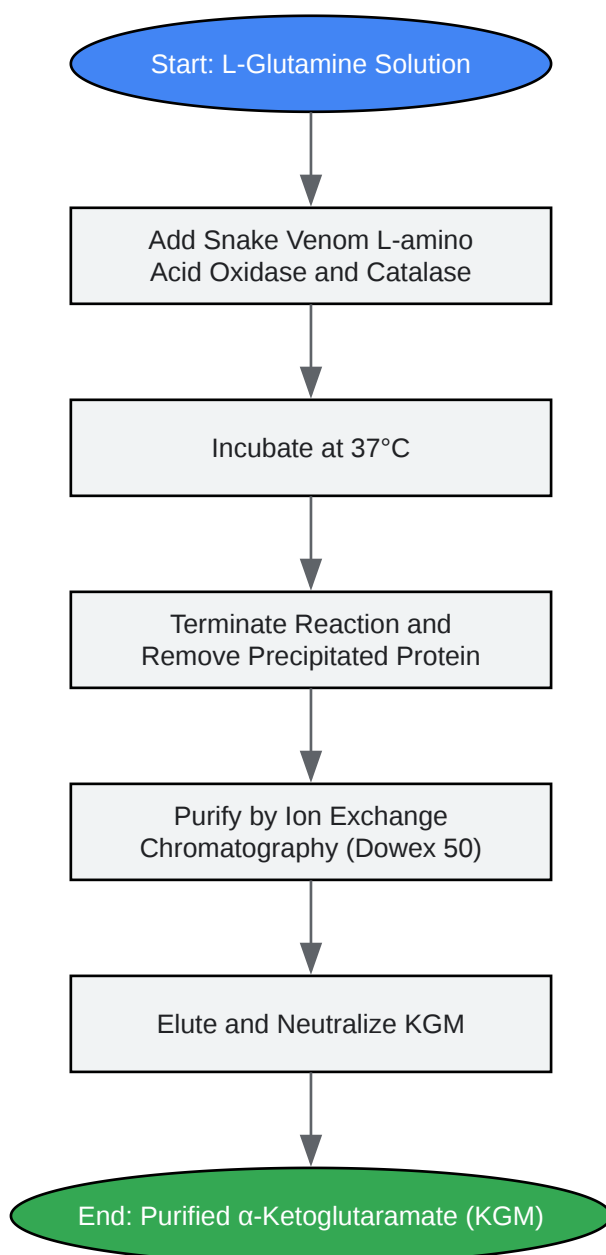 Start: L-Glutamine Solution
Add Snake Venom L-amino
Acid Oxidase and Catalase
Incubate at 37°C
Terminate Reaction and
Remove Precipitated Protein
Purify by Ion Exchange
Chromatography (Dowex 50)
Elute and Neutralize KGM
End: Purified α-Ketoglutaramate (KGM)